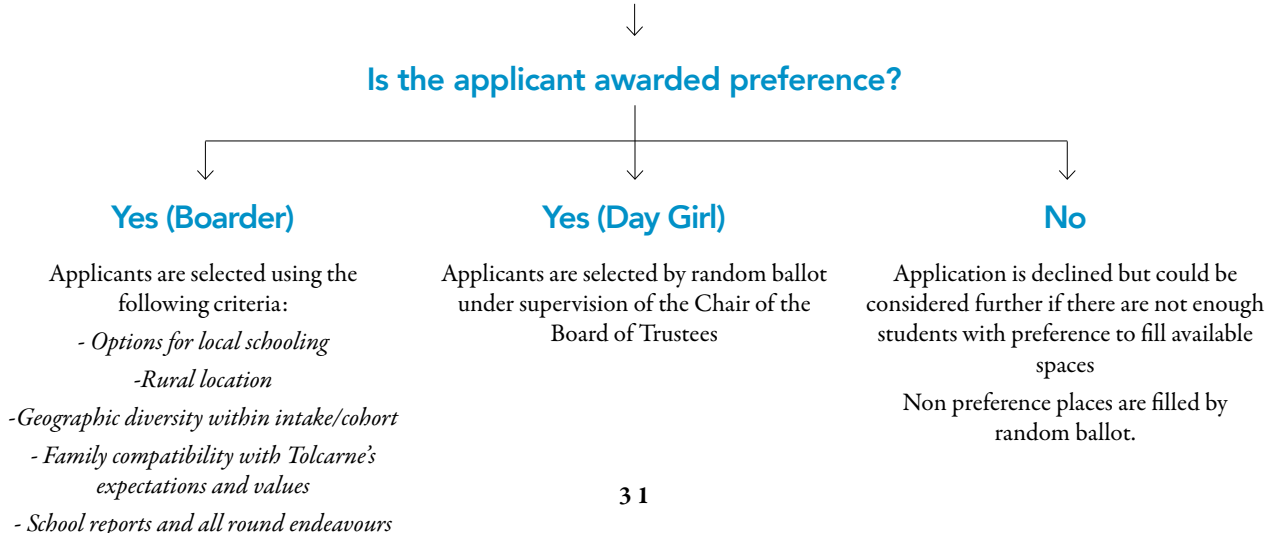 Is the applicant awarded preference?
Yes (Boarder)
Applicants are selected using the
following criteria:
- Options for local schooling
-Rural location
-Geographic diversity within intake/cohort
- Family compatibility with Tolcarne’s
expectations and values
- School reports and all round endeavours
Yes (Day Girl)
Applicants are selected by random ballot
under supervision of the Chair of the
Board of Trustees
No
Application is declined but could be
considered further if there are not enough
students with preference to fill available
spaces
Non preference places are filled by
random ballot.
31